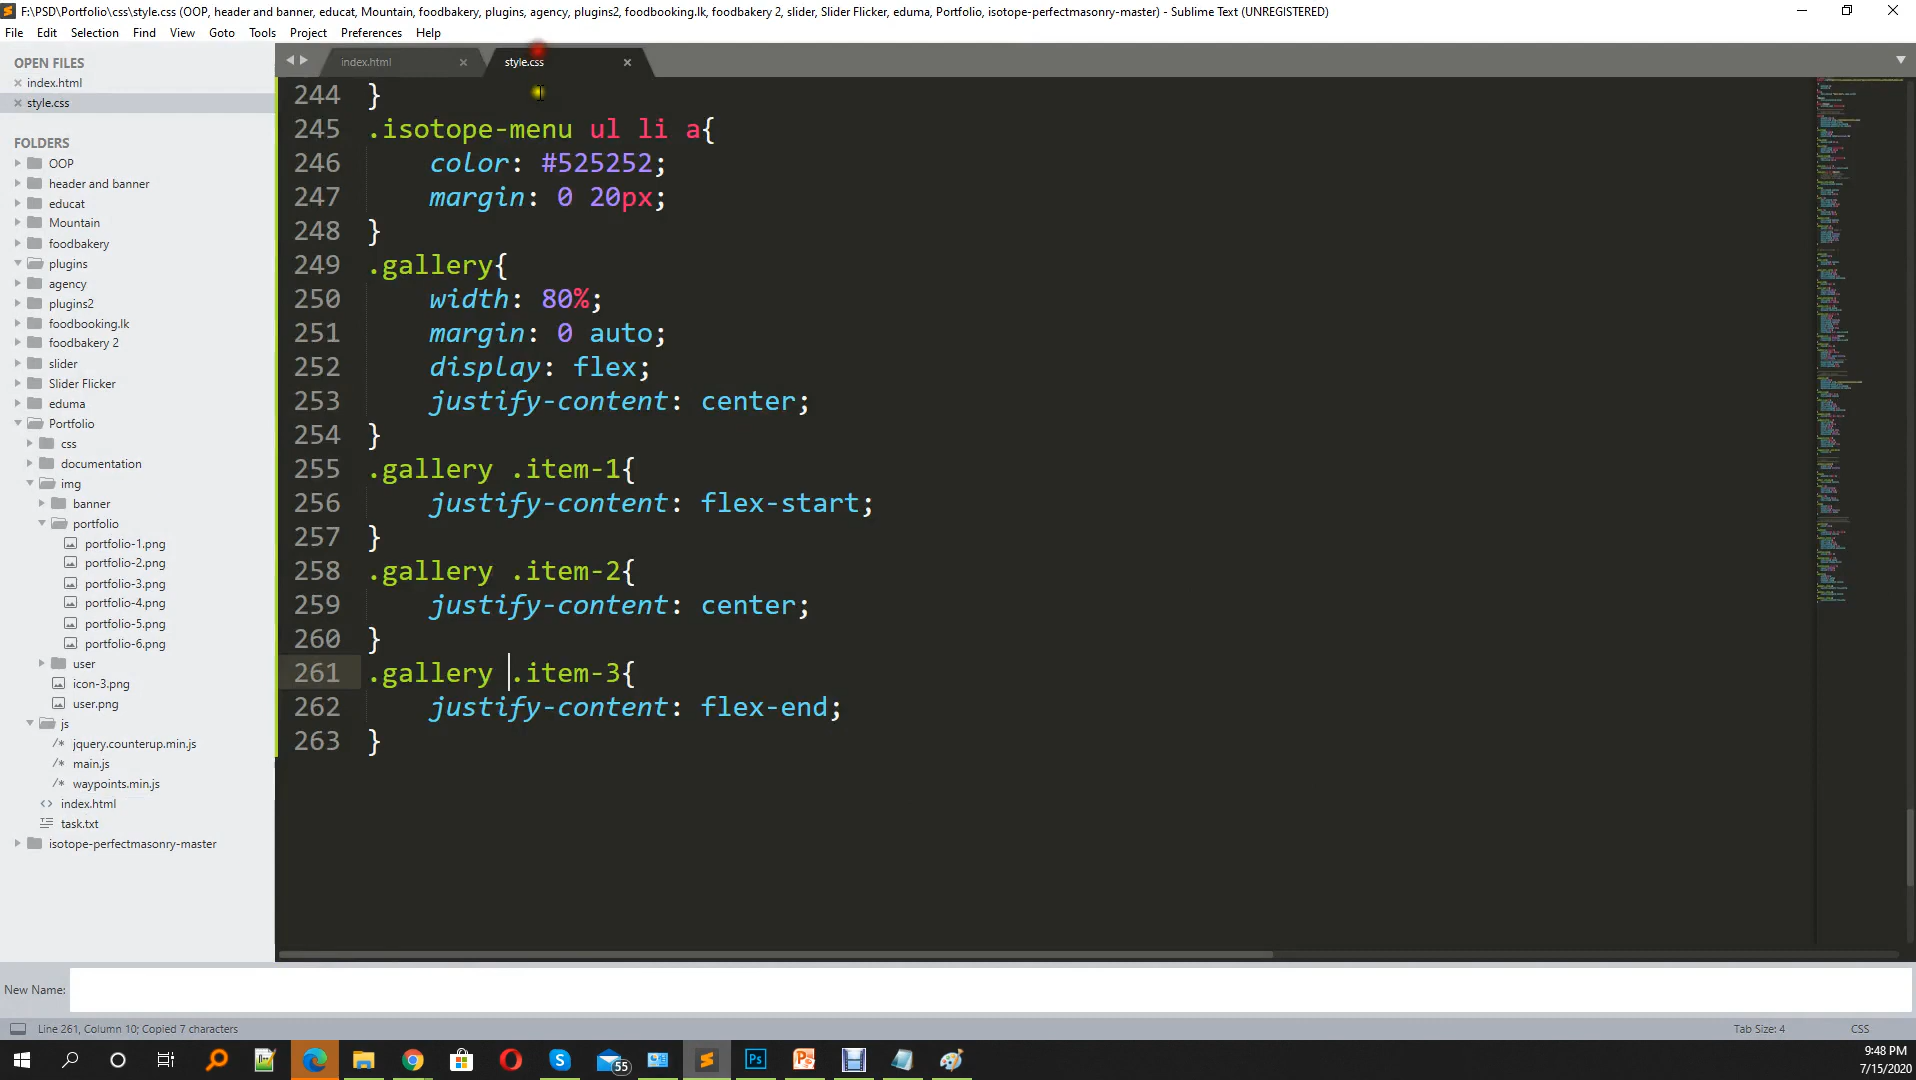 F:\PSD\Portfolio\css\style.css (OOP, header and banner, educat, Mountain, foodbakery, plugins, agency, plugins2, foodbooking.lk, foodbakery 2, slider, Slider Flicker, eduma, Portfolio, isotope-perfectmasonry-master) - Sublime Text (UNREGISTERED)
File Edit Selection Find View Goto Tools Project Preferences Help
OPEN FILES
index.html
style.css
FOLDERS
OOP
header and banner
educat
Mountain
foodbakery
plugins
agency
plugins2
foodbooking.lk
foodbakery 2
slider
Slider Flicker
eduma
Portfolio
css
documentation
img
banner
portfolio
portfolio-1.png
portfolio-2.png
portfolio-3.png
portfolio-4.png
portfolio-5.png
portfolio-6.png
user
icon-3.png
user.png
js
/* jquery.counterup.min.js
/* main.js
/* waypoints.min.js
<> index.html
task.txt
isotope-perfectmasonry-master
index.html style.css
244 }
245 .isotope-menu ul li a{
246 color: #525252;
247 margin: 0 20px;
248 }
249 .gallery{
250 width: 80%;
251 margin: 0 auto;
252 display: flex;
253 justify-content: center;
254 }
255 .gallery .item-1{
256 justify-content: flex-start;
257 }
258 .gallery .item-2{
259 justify-content: center;
260 }
261 .gallery .item-3{
262 justify-content: flex-end;
263 }
New Name:
Line 261, Column 10; Copied 7 characters Tab Size: 4 CSS
55
9:48 PM
7/15/2020